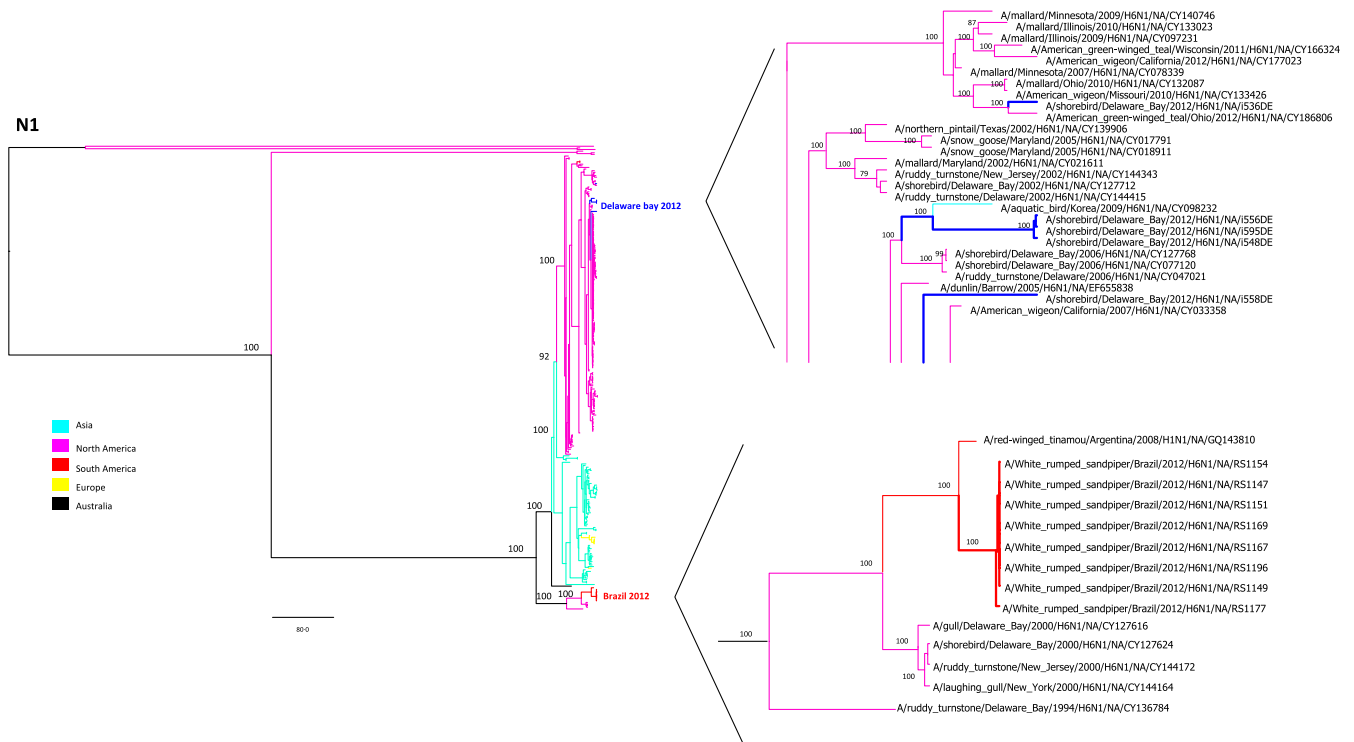 N1
100
92
100
100
100
100
100
100
Delaware bay 2012
Brazil 2012
Asia
North America
South America
Europe
Australia
80-0
A/mallard/Minnesota/2009/H6N1/NA/CY140746
87
A/mallard/Illinois/2010/H6N1/NA/CY133023
100
100
A/mallard/Illinois/2009/H6N1/NA/CY097231
100
A/American_green-winged_teal/Wisconsin/2011/H6N1/NA/CY166324
A/American_wigeon/California/2012/H6N1/NA/CY177023
A/mallard/Minnesota/2007/H6N1/NA/CY078339
100
A/mallard/Ohio/2010/H6N1/NA/CY132087
100
A/American_wigeon/Missouri/2010/H6N1/NA/CY133426
100
A/shorebird/Delaware_Bay/2012/H6N1/NA/i536DE
A/American_green-winged_teal/Ohio/2012/H6N1/NA/CY186806
A/northern_pintail/Texas/2002/H6N1/NA/CY139906
100
100
A/snow_goose/Maryland/2005/H6N1/NA/CY017791
100
A/snow_goose/Maryland/2005/H6N1/NA/CY018911
100
A/mallard/Maryland/2002/H6N1/NA/CY021611
79
A/ruddy_turnstone/New_Jersey/2002/H6N1/NA/CY144343
A/shorebird/Delaware_Bay/2002/H6N1/NA/CY127712
A/ruddy_turnstone/Delaware/2002/H6N1/NA/CY144415
A/aquatic_bird/Korea/2009/H6N1/NA/CY098232
100
100
A/shorebird/Delaware_Bay/2012/H6N1/NA/i556DE
A/shorebird/Delaware_Bay/2012/H6N1/NA/i595DE
100
A/shorebird/Delaware_Bay/2012/H6N1/NA/i548DE
100
99
A/shorebird/Delaware_Bay/2006/H6N1/NA/CY127768
A/shorebird/Delaware_Bay/2006/H6N1/NA/CY077120
A/ruddy_turnstone/Delaware/2006/H6N1/NA/CY047021
A/dunlin/Barrow/2005/H6N1/NA/EF655838
A/shorebird/Delaware_Bay/2012/H6N1/NA/i558DE
A/American_wigeon/California/2007/H6N1/NA/CY033358
A/red-winged_tinamou/Argentina/2008/H1N1/NA/GQ143810
A/White_rumped_sandpiper/Brazil/2012/H6N1/NA/RS1154
100
A/White_rumped_sandpiper/Brazil/2012/H6N1/NA/RS1147
A/White_rumped_sandpiper/Brazil/2012/H6N1/NA/RS1151
A/White_rumped_sandpiper/Brazil/2012/H6N1/NA/RS1169
100
A/White_rumped_sandpiper/Brazil/2012/H6N1/NA/RS1167
100
A/White_rumped_sandpiper/Brazil/2012/H6N1/NA/RS1196
A/White_rumped_sandpiper/Brazil/2012/H6N1/NA/RS1149
A/White_rumped_sandpiper/Brazil/2012/H6N1/NA/RS1177
A/gull/Delaware_Bay/2000/H6N1/NA/CY127616
100
100
A/shorebird/Delaware_Bay/2000/H6N1/NA/CY127624
A/ruddy_turnstone/New_Jersey/2000/H6N1/NA/CY144172
100
A/laughing_gull/New_York/2000/H6N1/NA/CY144164
A/ruddy_turnstone/Delaware_Bay/1994/H6N1/NA/CY136784